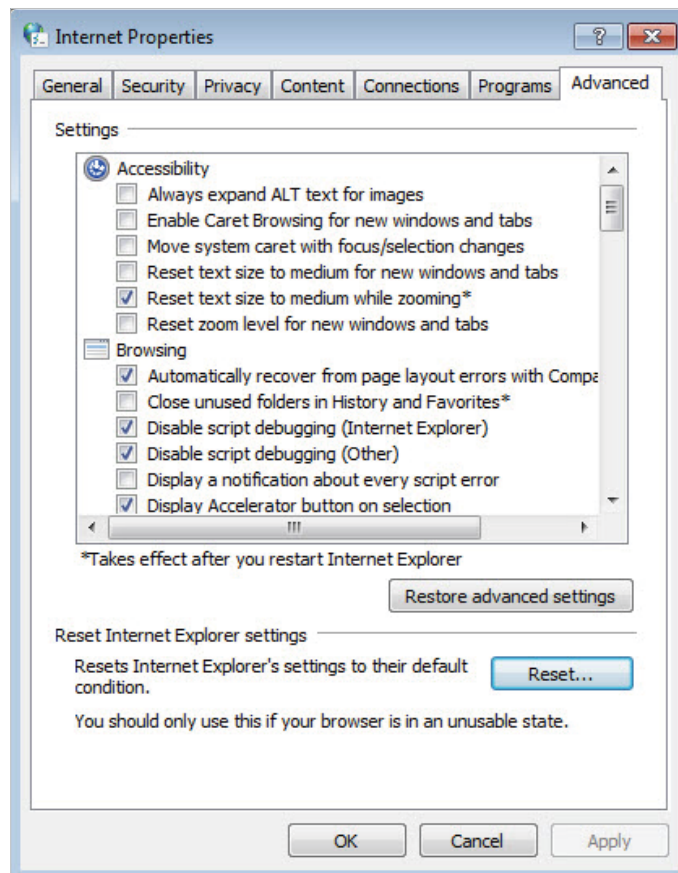 Internet Properties
General Security Privacy Content Connections Programs Advanced
Settings
Accessibility
Always expand ALT text for images
Enable Caret Browsing for new windows and tabs
Move system caret with focus/selection changes
Reset text size to medium for new windows and tabs
Reset text size to medium while zooming*
Reset zoom level for new windows and tabs
Browsing
Automatically recover from page layout errors with Compa
Close unused folders in History and Favorites*
Disable script debugging (Internet Explorer)
Disable script debugging (Other)
Display a notification about every script error
Display Accelerator button on selection
*Takes effect after you restart Internet Explorer
Restore advanced settings
Reset Internet Explorer settings
Resets Internet Explorer's settings to their default
condition.
Reset...
You should only use this if your browser is in an unusable state.
OK Cancel Apply